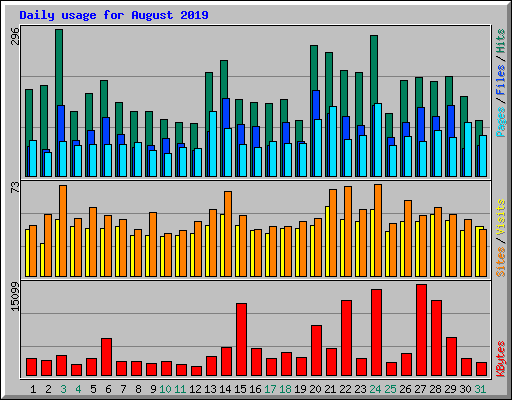 Daily usage for August 2019
296
Pages / Files / Hits
73
Sites / Visits
15099
KBytes
1 2 3 4 5 6 7 8 9 10 11 12 13 14 15 16 17 18 19 20 21 22 23 24 25 26 27 28 29 30 31